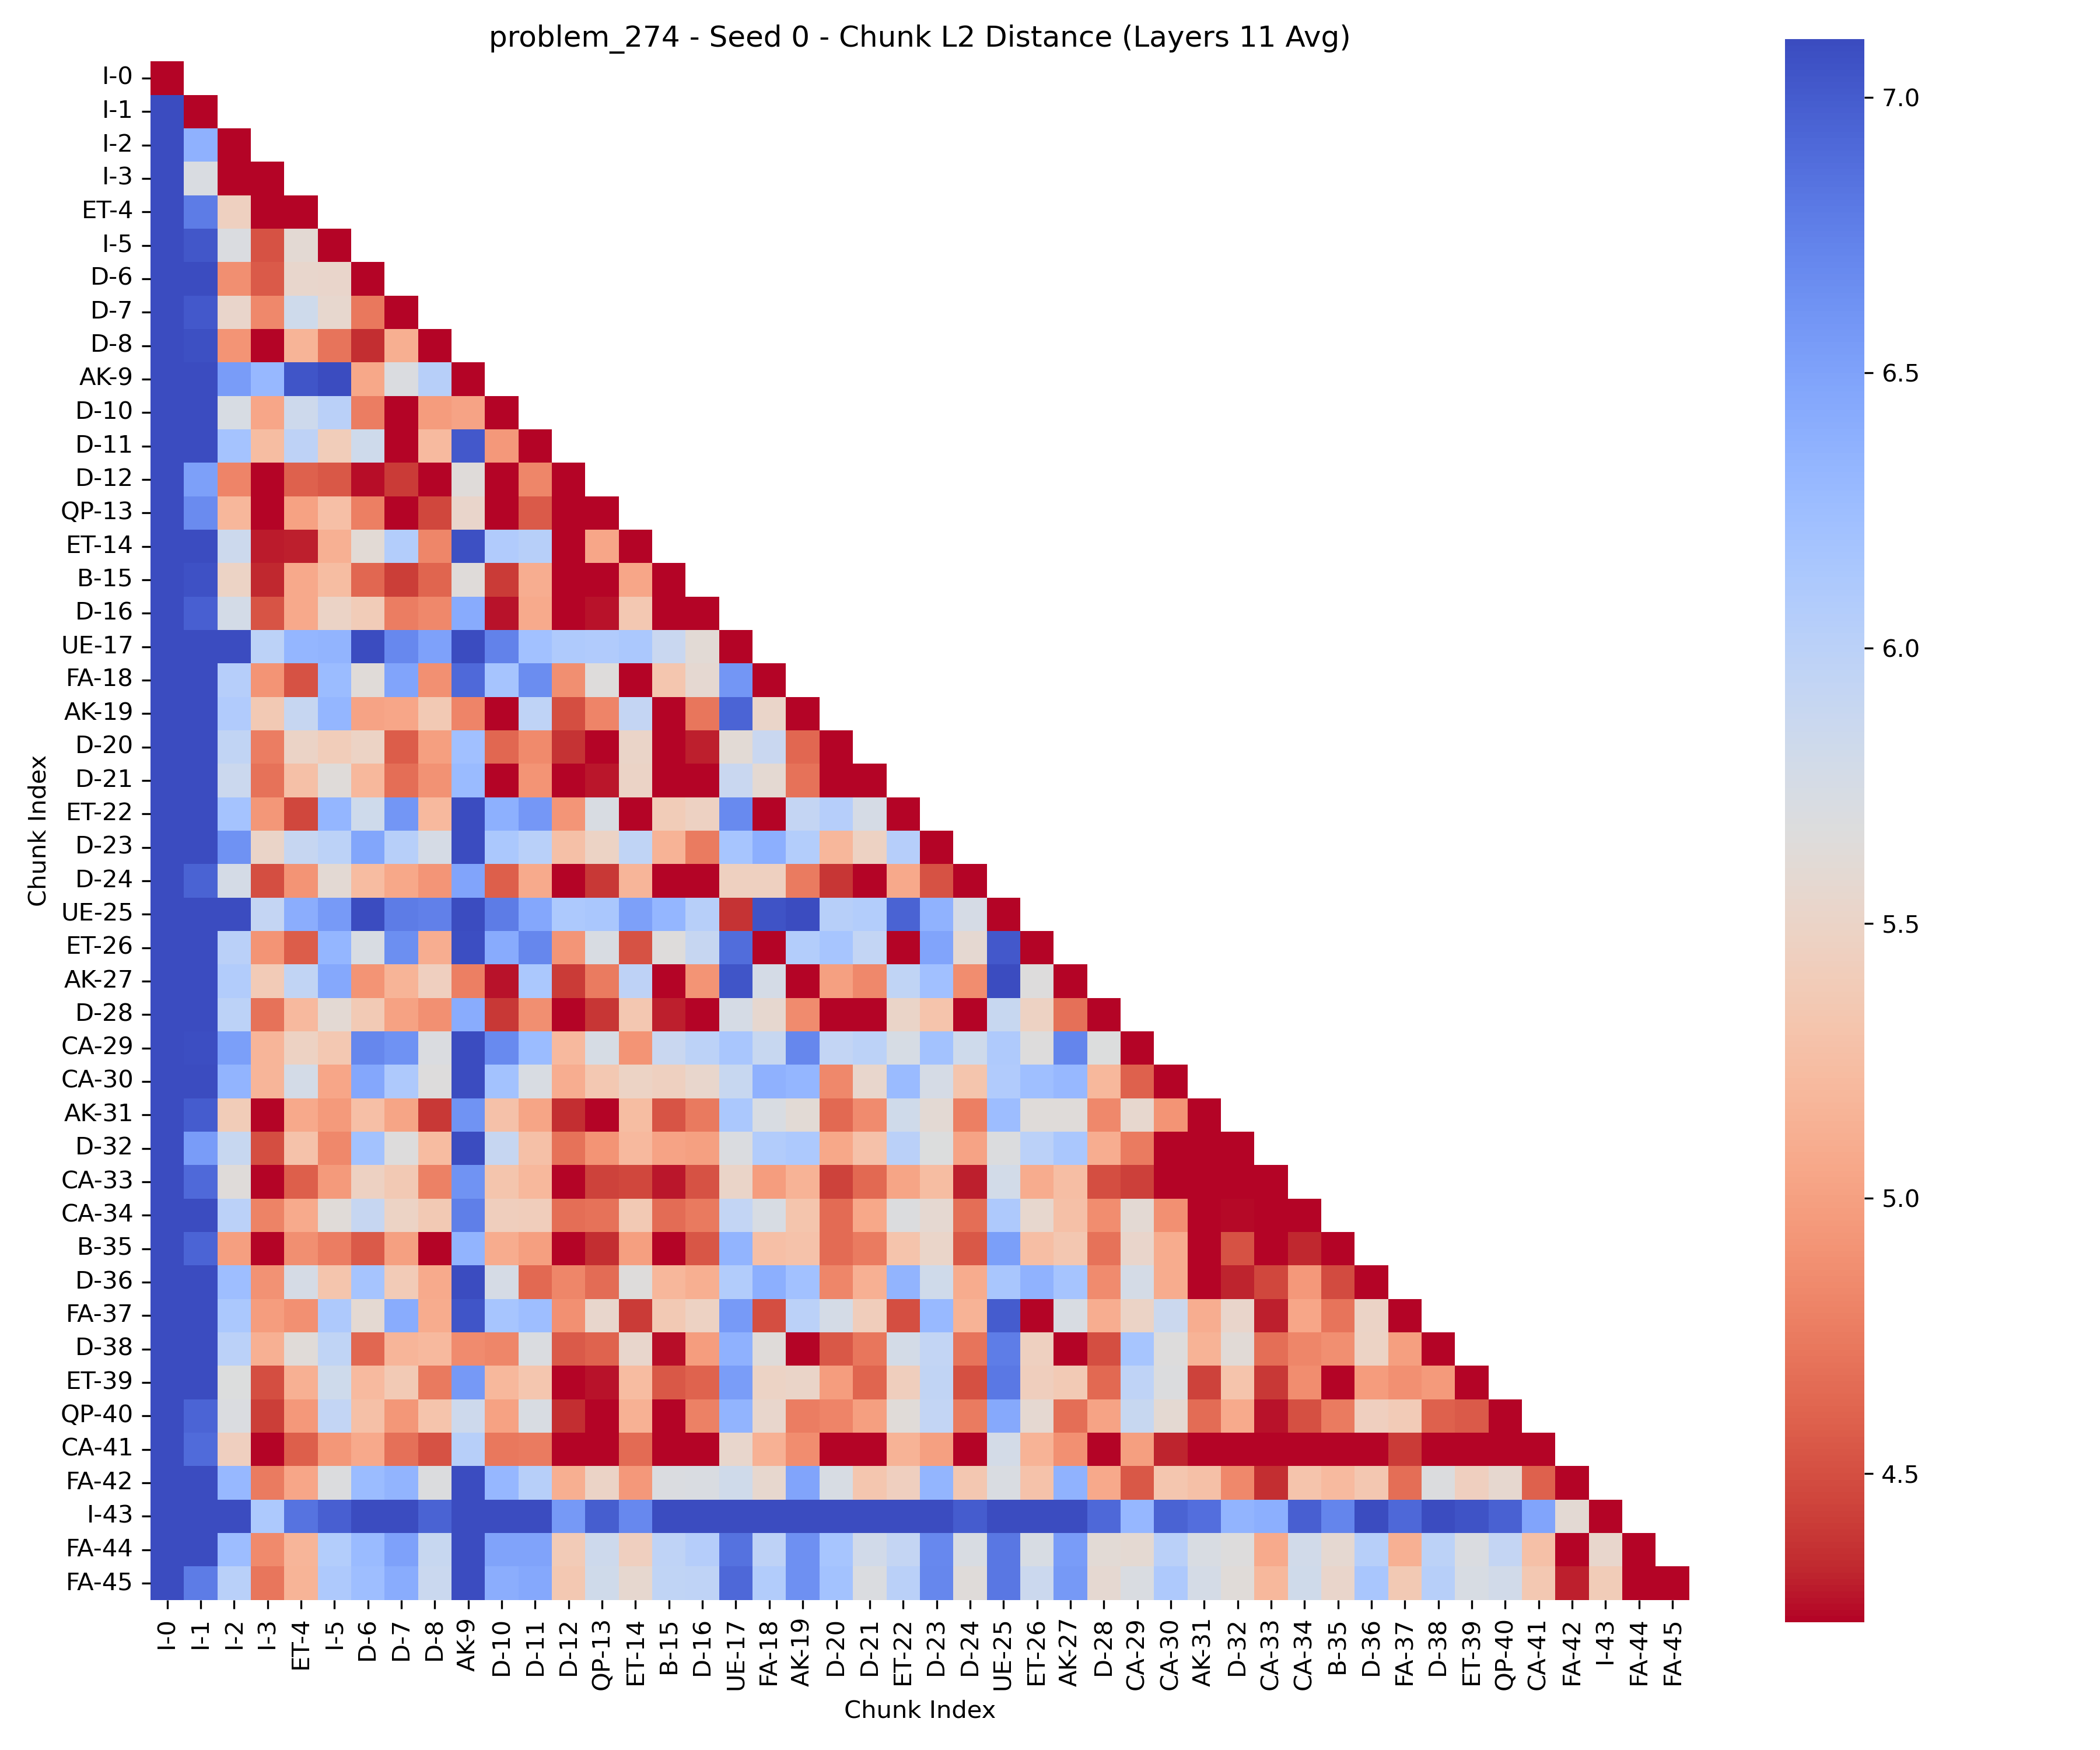 problem_274 - Seed 0 - Chunk L2 Distance (Layers 11 Avg)
I-0
I-1
I-2
I-3
ET-4
I-5
D-6
D-7
D-8
AK-9
D-10
D-11
D-12
QP-13
ET-14
B-15
D-16
UE-17
FA-18
AK-19
D-20
D-21
ET-22
D-23
D-24
UE-25
ET-26
AK-27
D-28
CA-29
CA-30
AK-31
D-32
CA-33
CA-34
B-35
D-36
FA-37
D-38
ET-39
QP-40
CA-41
FA-42
I-43
FA-44
FA-45
Chunk Index
I-0 I-1 I-2 I-3 ET-4 I-5 D-6 D-7 D-8 AK-9 D-10 D-11 D-12 QP-13 ET-14 B-15 D-16 UE-17 FA-18 AK-19 D-20 D-21 ET-22 D-23 D-24 UE-25 ET-26 AK-27 D-28 CA-29 CA-30 AK-31 D-32 CA-33 CA-34 B-35 D-36 FA-37 D-38 ET-39 QP-40 CA-41 FA-42 I-43 FA-44 FA-45
Chunk Index
7.0
6.5
6.0
5.5
5.0
4.5